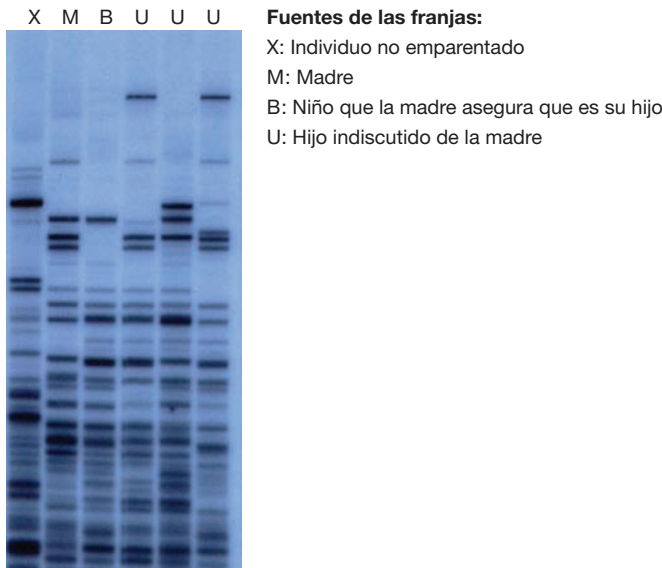 X M B U U U
Fuentes de las franjas:
X: Individuo no emparentado
M: Madre
B: Niño que la madre asegura que es su hijo
U: Hijo indiscutido de la madre